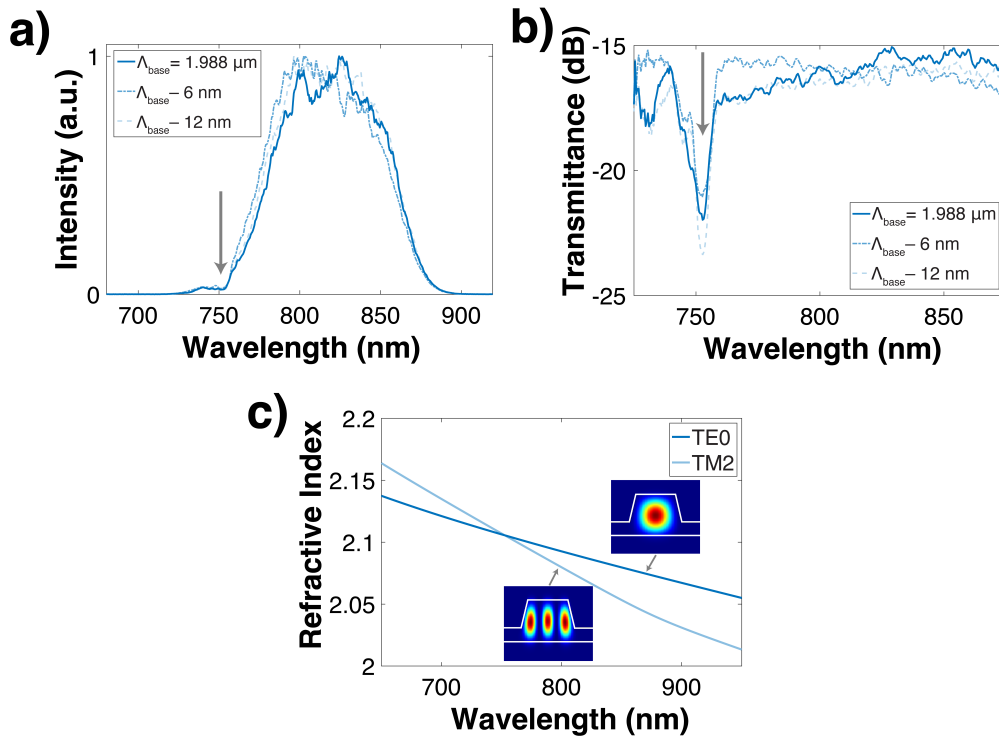 a)
Intensity (a.u.)
1
0
Λbase= 1.988 µm
Λbase– 6 nm
Λbase– 12 nm
700 750 800 850 900
Wavelength (nm)
b)
Transmittance (dB)
-15
-20
-25
Λbase= 1.988 µm
Λbase– 6 nm
Λbase– 12 nm
750 800 850
Wavelength (nm)
c)
Refractive Index
2.2
2.15
2.1
2.05
2
TE0
TM2
700 800 900
Wavelength (nm)